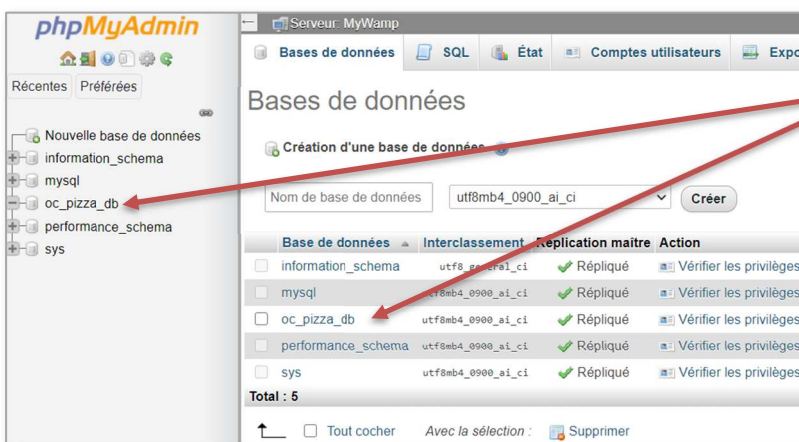 phpMyAdmin
Récentes Préférées
Nouvelle base de données
information_schema
mysql
oc_pizza_db
performance_schema
sys
Serveur: MyWamp
Bases de données SQL État Comptes utilisateurs Expo
Bases de données
Création d'une base de données
Nom de base de données utf8mb4_0900_ai_ci Créer
Base de données Interclassement Réplication maître Action
information_schema utf8_general_ci Répliqué Vérifier les privilèges
mysql utf8mb4_0900_ai_ci Répliqué Vérifier les privilèges
oc_pizza_db utf8mb4_0900_ai_ci Répliqué Vérifier les privilèges
performance_schema utf8mb4_0900_ai_ci Répliqué Vérifier les privilèges
sys utf8mb4_0900_ai_ci Répliqué Vérifier les privilèges
Total : 5
Tout cocher Avec la sélection : Supprimer